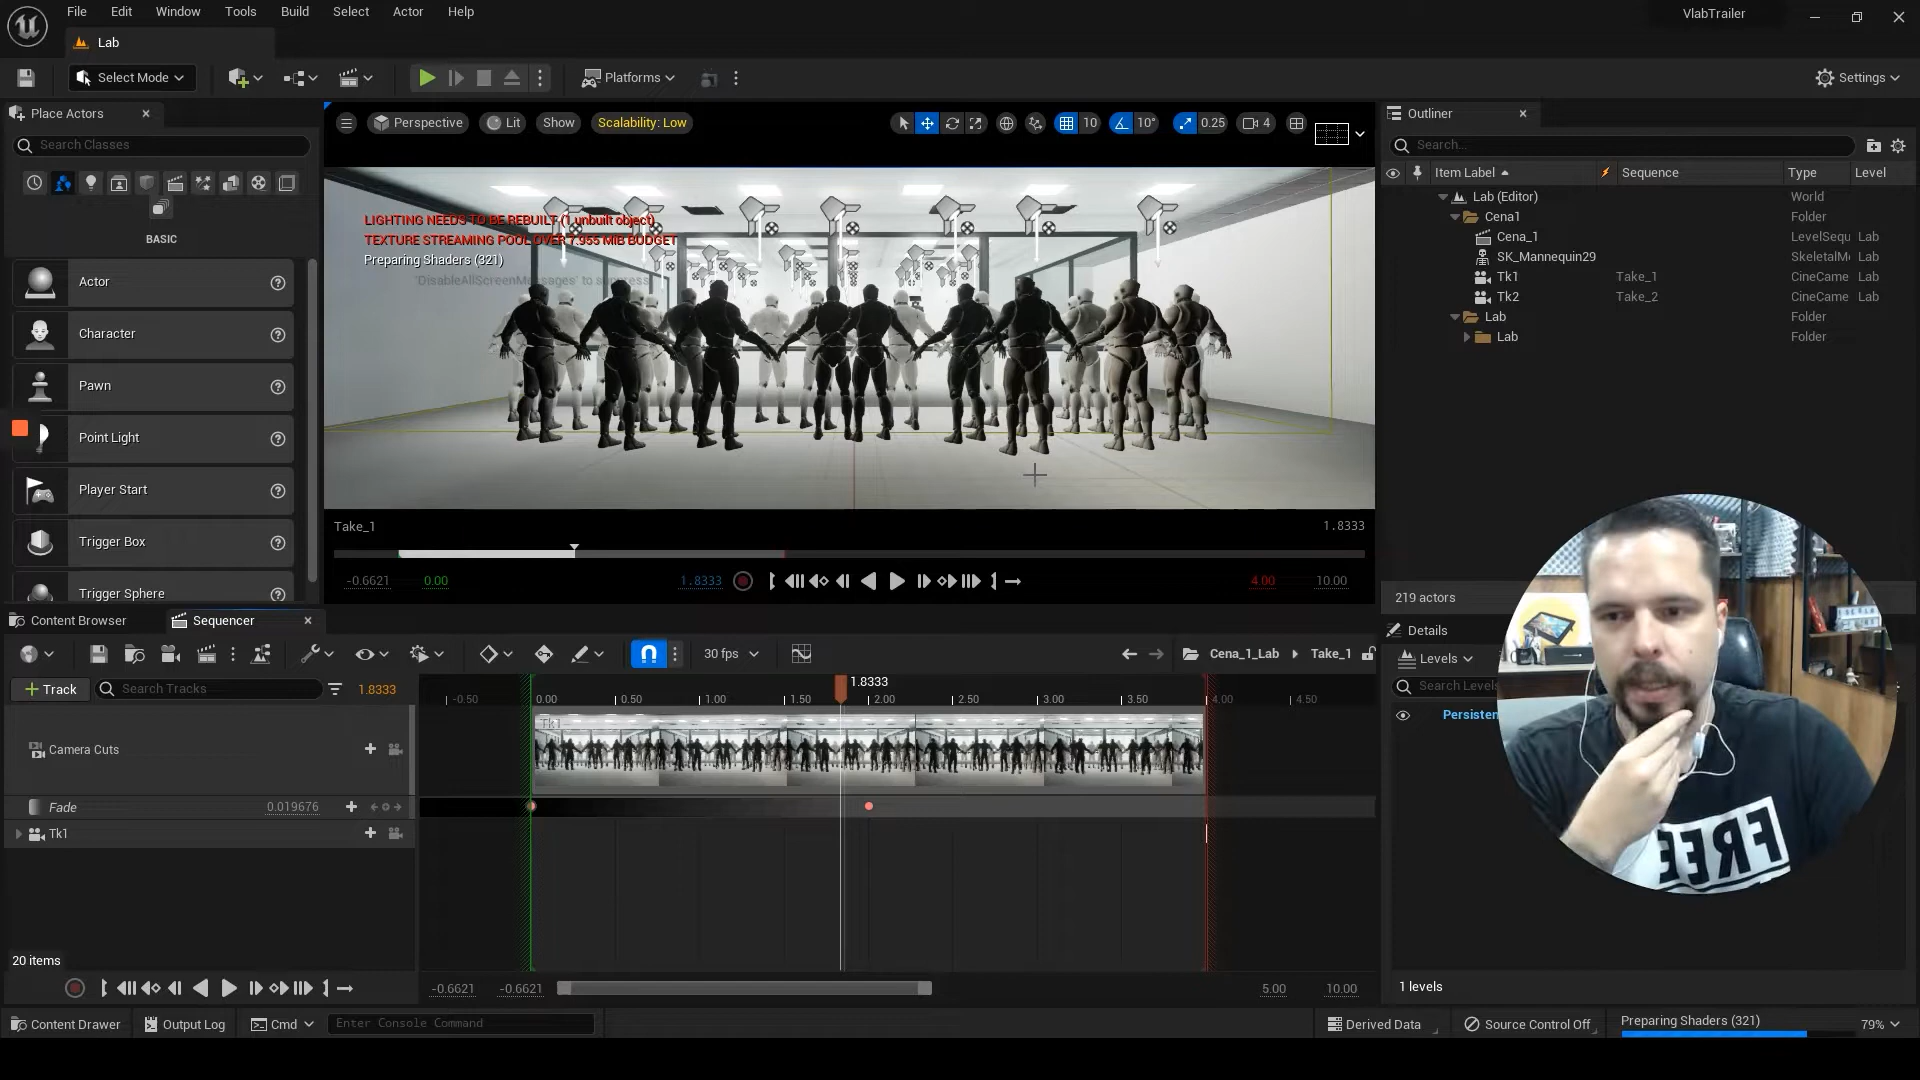 File Edit Window Tools Build Select Actor Help
VlabTrailer
Lab
Select Mode
Platforms
Settings
Place Actors
Search Classes
BASIC
Actor
Character
Pawn
Point Light
Player Start
Trigger Box
Trigger Sphere
Perspective Lit Show Scalability: Low
10 10° 0.25 4
LIGHTING NEEDS TO BE REBUILT (1 unbuilt object)
TEXTURE STREAMING POOL OVER 7.955 MIB BUDGET
Preparing Shaders (321)
'DisableAllScreenMessages' to suppress
Take_1
1.8333
-0.6621 0.00 1.8333 4.00 10.00
Outliner
Search...
Item Label Sequence Type Level
Lab (Editor) World
Cena1 Folder
Cena_1 LevelSequ Lab
SK_Mannequin29 SkeletalMe Lab
Tk1 Take_1 CineCame Lab
Tk2 Take_2 CineCame Lab
Lab Folder
Lab Folder
219 actors
Details
Levels
Search Levels
Persisten
1 levels
FREE
Content Browser Sequencer
30 fps
Cena_1_Lab Take_1
Track Search Tracks 1.8333
1.8333
-0.50 0.00 0.50 1.00 1.50 2.00 2.50 3.00 3.50 4.00 4.50
Tk1
Camera Cuts
Fade 0.019676
Tk1
20 items
-0.6621 -0.6621 5.00 10.00
Content Drawer Output Log Cmd Enter Console Command
Derived Data Source Control Off Preparing Shaders (321) 79%